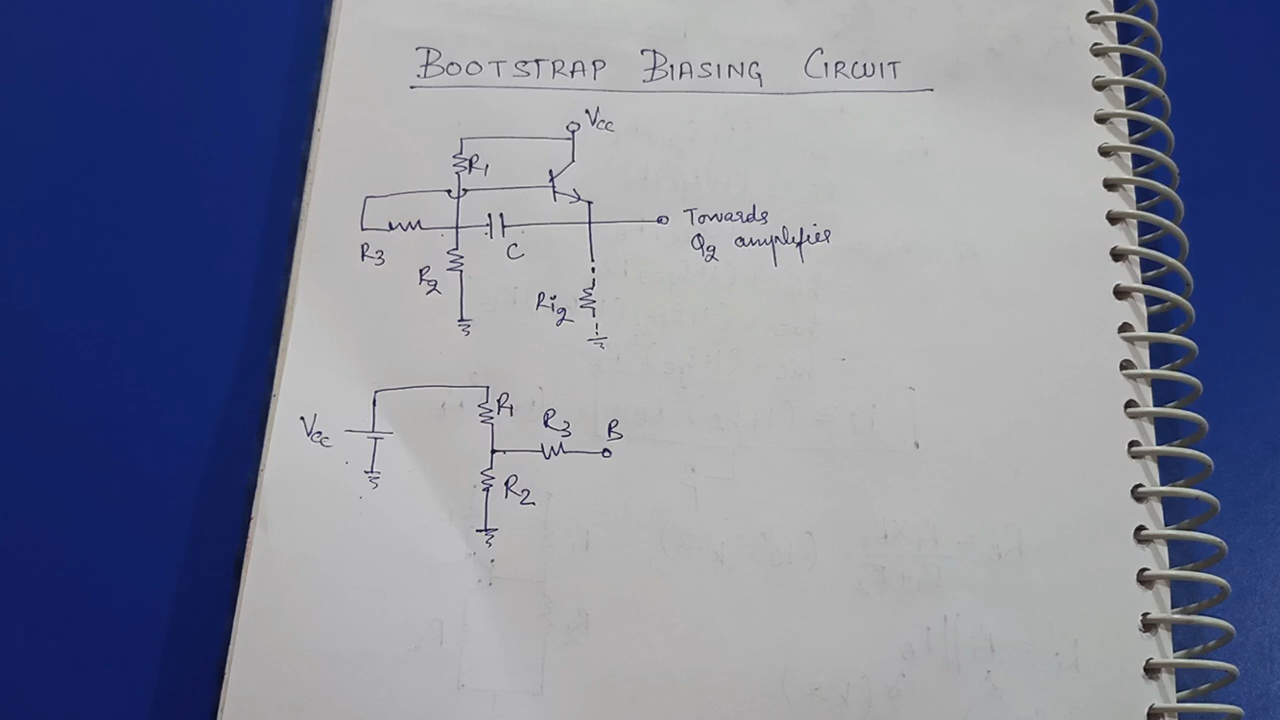 BOOTSTRAP BIASING CIRCUIT
Vcc
R1
Towards
Q2 amplifier
R3
C
R2
Ri2
Vcc
R1
R3
B
R2